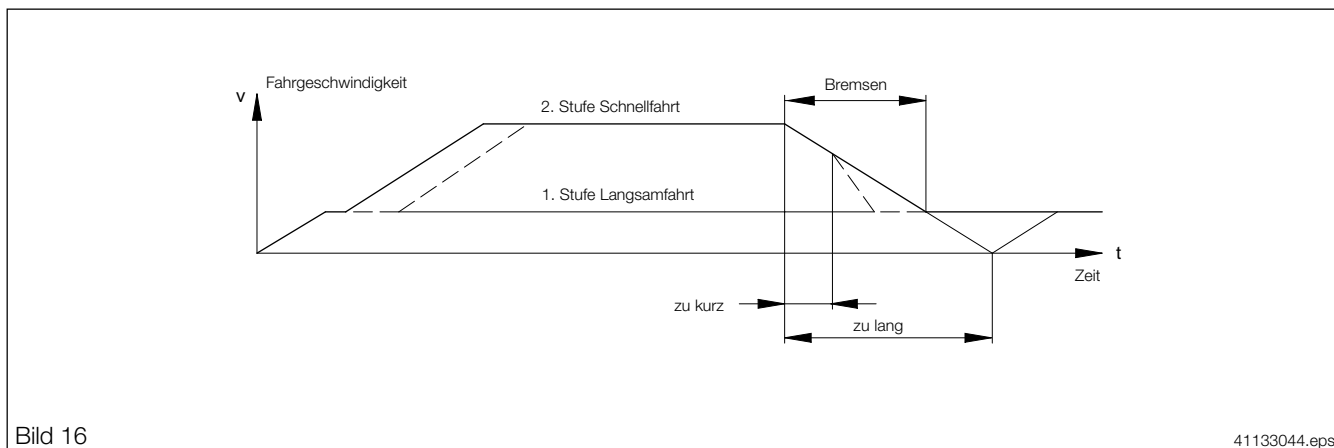 Fahrgeschwindigkeit
v
Bremsen
2. Stufe Schnellfahrt
1. Stufe Langsamfahrt
t
Zeit
zu kurz
zu lang
Bild 16
41133044.eps